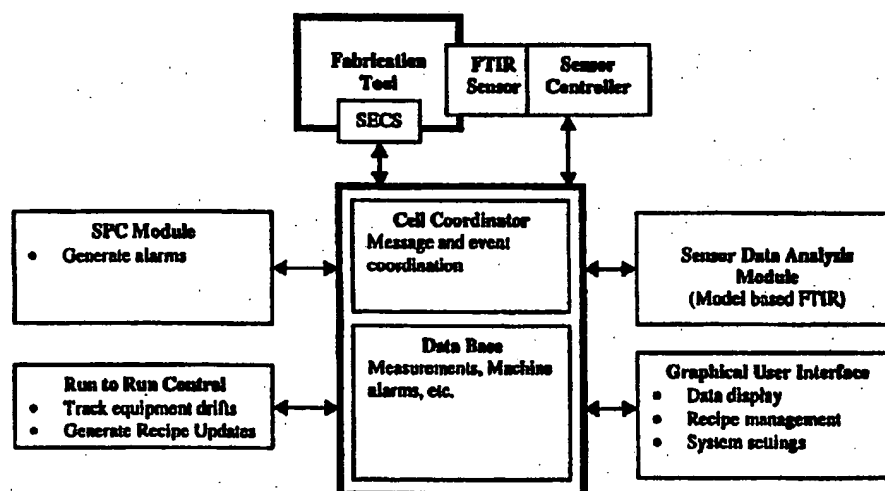 Fabrication
Tool
FTIR
Sensor
Sensor
Controller
SECS
SPC Module
• Generate alarms
Cell Coordinator
Message and event
coordination
Sensor Data Analysis
Module
(Model based FTIR)
Run to Run Control
• Track equipment drifts
• Generate Recipe Updates
Data Base
Measurements, Machine
alarms, etc.
Graphical User Interface
• Data display
• Recipe management
• System settings